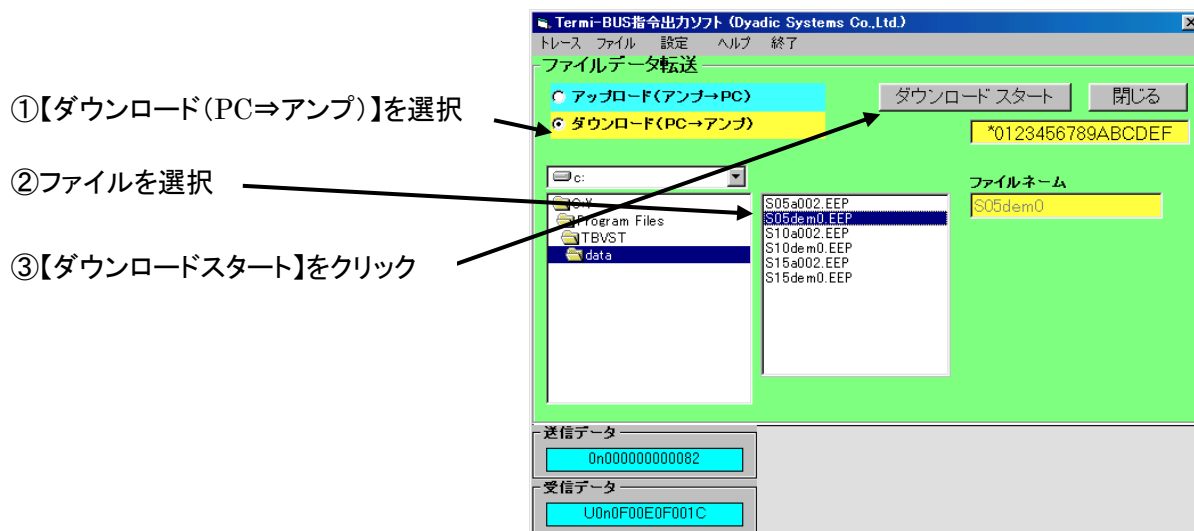 Termi-BUS指令出力ソフト (Dyadic Systems Co.,Ltd.)
トレース ファイル 設定 ヘルプ 終了
ファイルデータ転送
①【ダウンロード(PC⇒アンプ)】を選択
アップロード(アンプ→PC)
ダウンロード(PC→アンプ)
ダウンロード スタート
閉じる
*0123456789ABCDEF
②ファイルを選択
c:
C:¥
Program Files
TBVST
data
S05a002.EEP
S05dem0.EEP
S10a002.EEP
S10dem0.EEP
S15a002.EEP
S15dem0.EEP
ファイルネーム
S05dem0
③【ダウンロードスタート】をクリック
送信データ
0n000000000082
受信データ
U0n0F00E0F001C